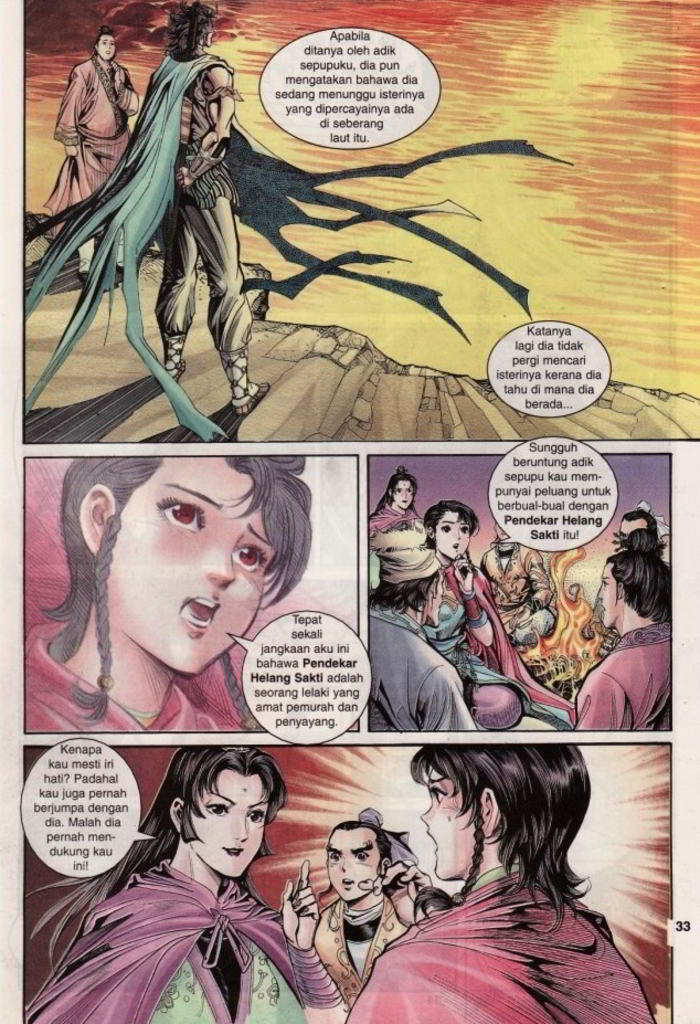 Apabila
ditanya oleh adik
sepupuku, dia pun
mengatakan bahawa dia
sedang menunggu isterinya
yang dipercayainya ada
di seberang
laut itu.
Katanya
lagi dia tidak
pergi mencari
isterinya kerana dia
tahu di mana dia
berada...
Tepat
sekali
jangkaan aku ini
bahawa Pendekar
Helang Sakti adalah
seorang lelaki yang
amat pemurah dan
penyayang.
Sungguh
beruntung adik
sepupu kau mem-
punyai peluang untuk
berbual-bual dengan
Pendekar Helang
Sakti itu!
Kenapa
kau mesti iri
hati? Padahal
kau juga pernah
berjumpa dengan
dia. Malah dia
pernah men-
dukung kau
ini!
33